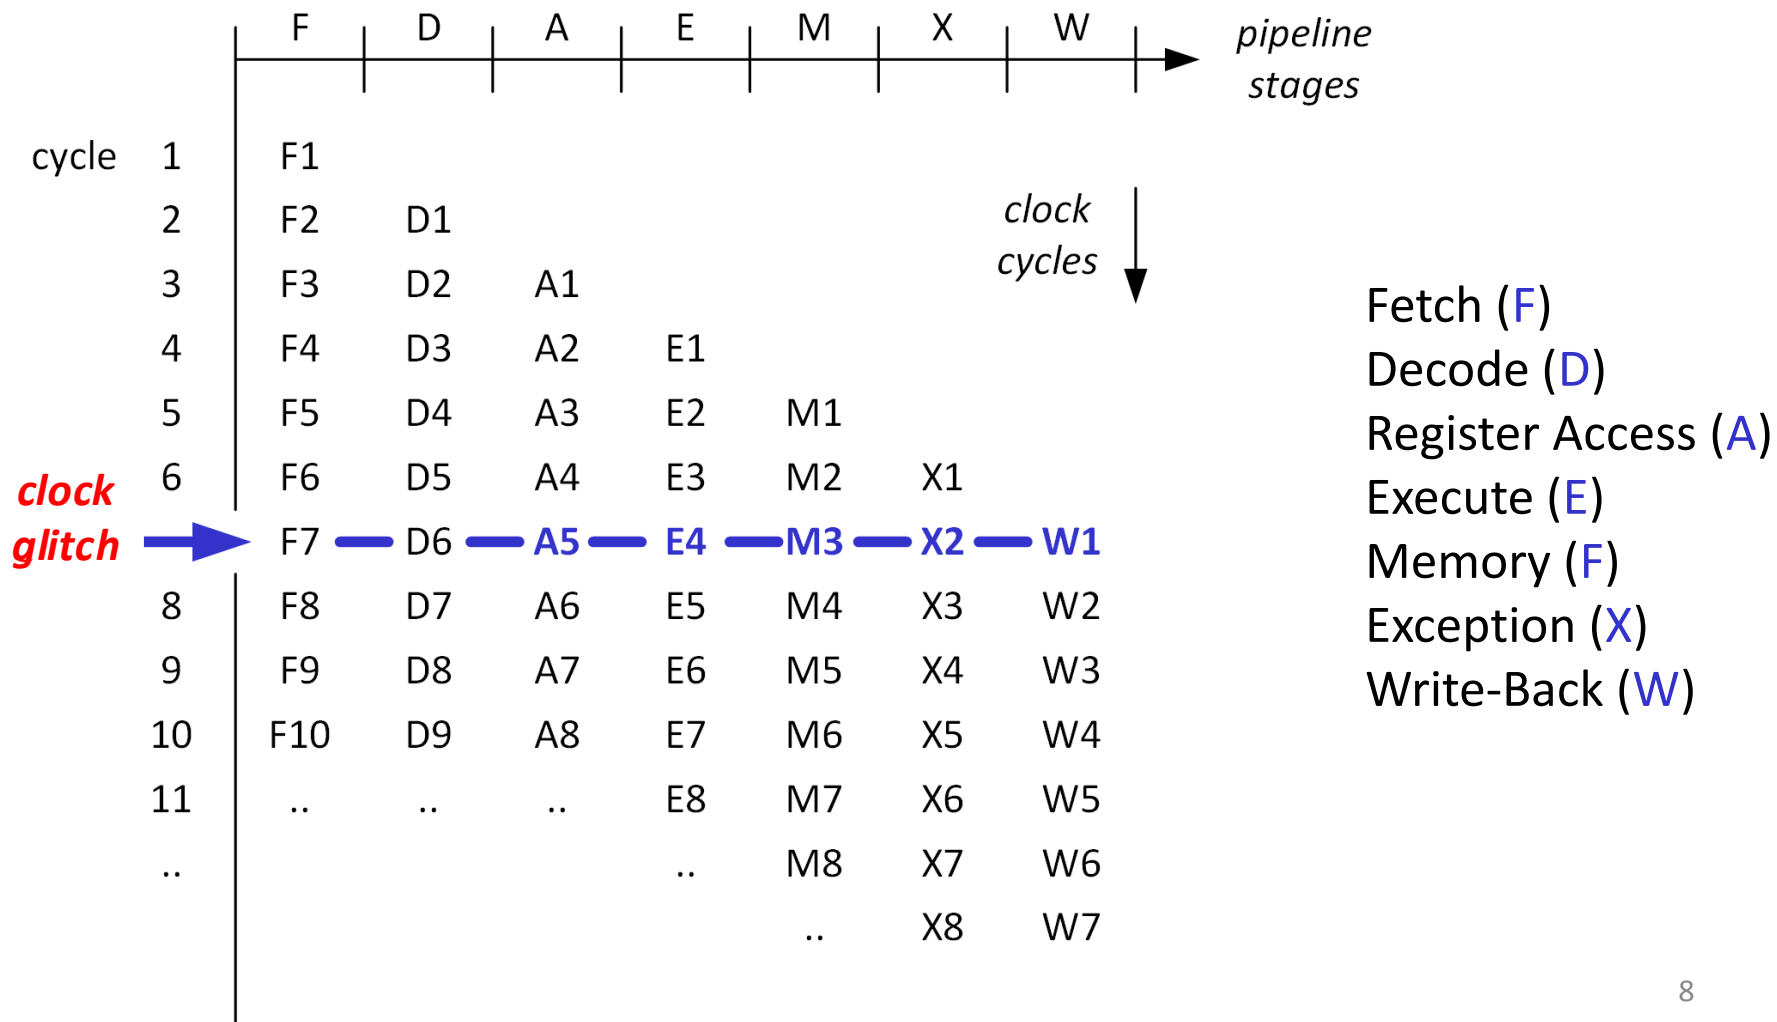 F D A E M X W
pipeline
stages
cycle 1 F1
2 F2 D1
clock
cycles
3 F3 D2 A1
4 F4 D3 A2 E1
5 F5 D4 A3 E2 M1
6 F6 D5 A4 E3 M2 X1
clock
glitch
F7 D6 A5 E4 M3 X2 W1
8 F8 D7 A6 E5 M4 X3 W2
9 F9 D8 A7 E6 M5 X4 W3
10 F10 D9 A8 E7 M6 X5 W4
11 .. .. .. E8 M7 X6 W5
.. .. M8 X7 W6
.. X8 W7
Fetch (F)
Decode (D)
Register Access (A)
Execute (E)
Memory (F)
Exception (X)
Write-Back (W)
8